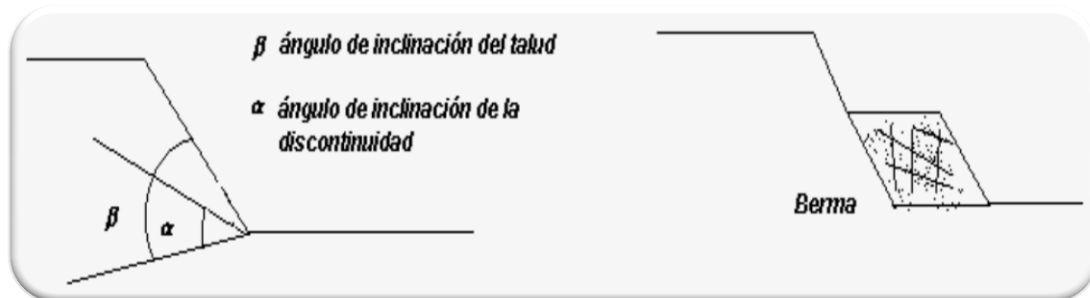 β ángulo de inclinación del talud
α ángulo de inclinación de la
discontinuidad
β
α
Berma